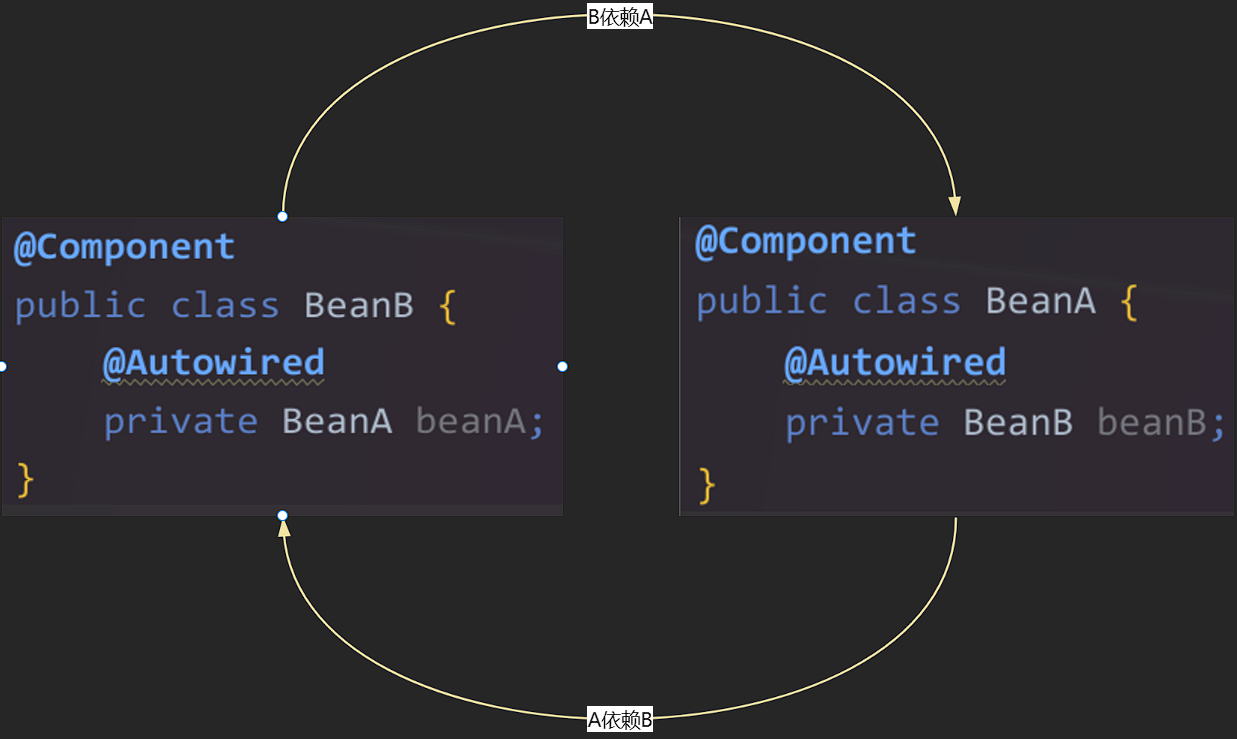 B依赖A
@Component
public class BeanB {
@Autowired
private BeanA beanA;
}
@Component
public class BeanA {
@Autowired
private BeanB beanB;
}
A依赖B